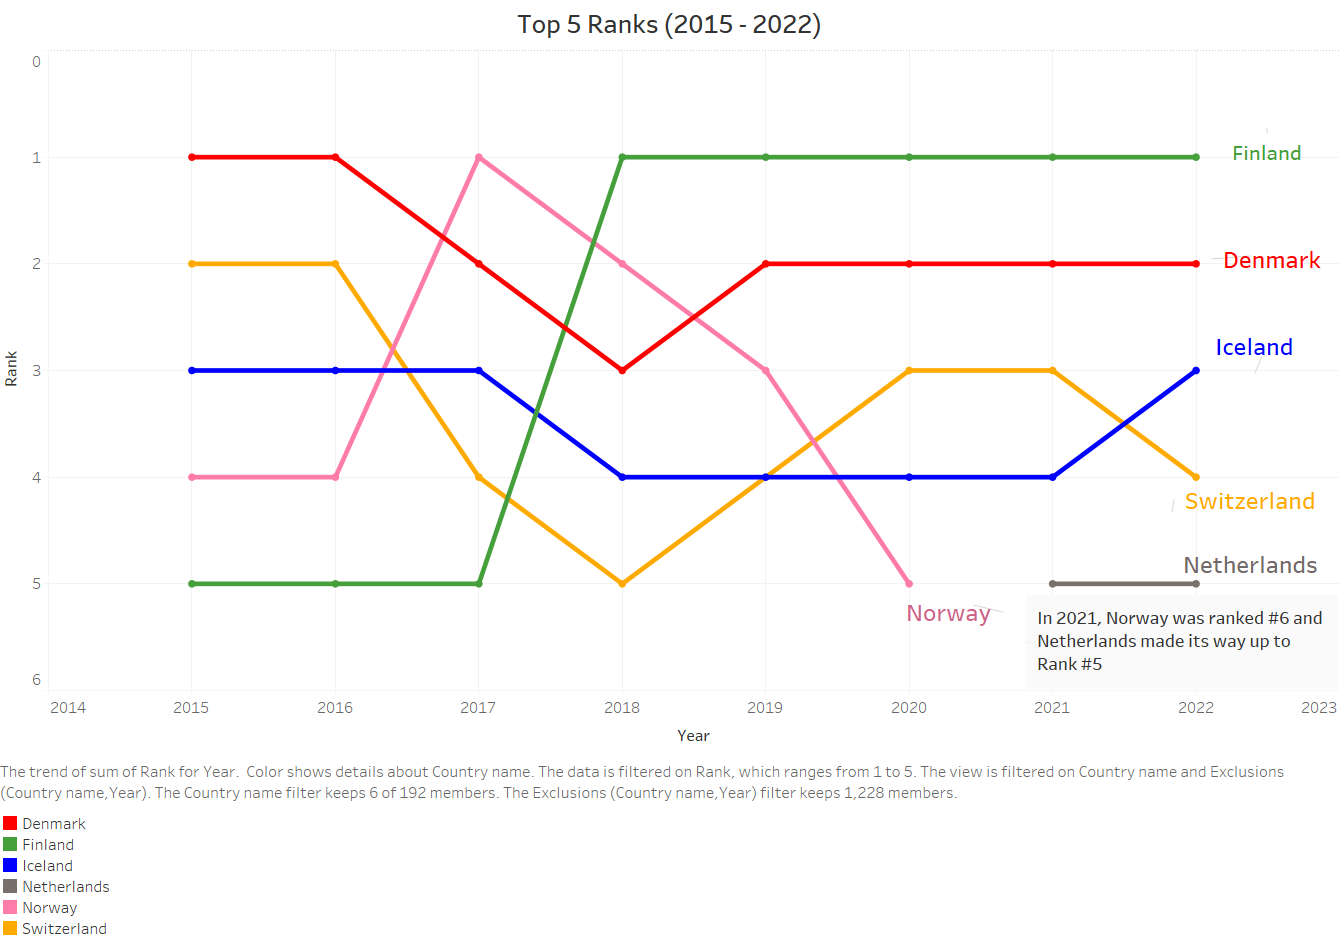 Top 5 Ranks (2015 - 2022)
0
1
Finland
2
Denmark
Iceland
Rank
3
4
Switzerland
Netherlands
5
Norway
In 2021, Norway was ranked #6 and
Netherlands made its way up to
Rank #5
6
2014 2015 2016 2017 2018 2019 2020 2021 2022 2023
Year
The trend of sum of Rank for Year.  Color shows details about Country name. The data is filtered on Rank, which ranges from 1 to 5. The view is filtered on Country name and Exclusions
(Country name,Year). The Country name filter keeps 6 of 192 members. The Exclusions (Country name,Year) filter keeps 1,228 members.
Denmark
Finland
Iceland
Netherlands
Norway
Switzerland